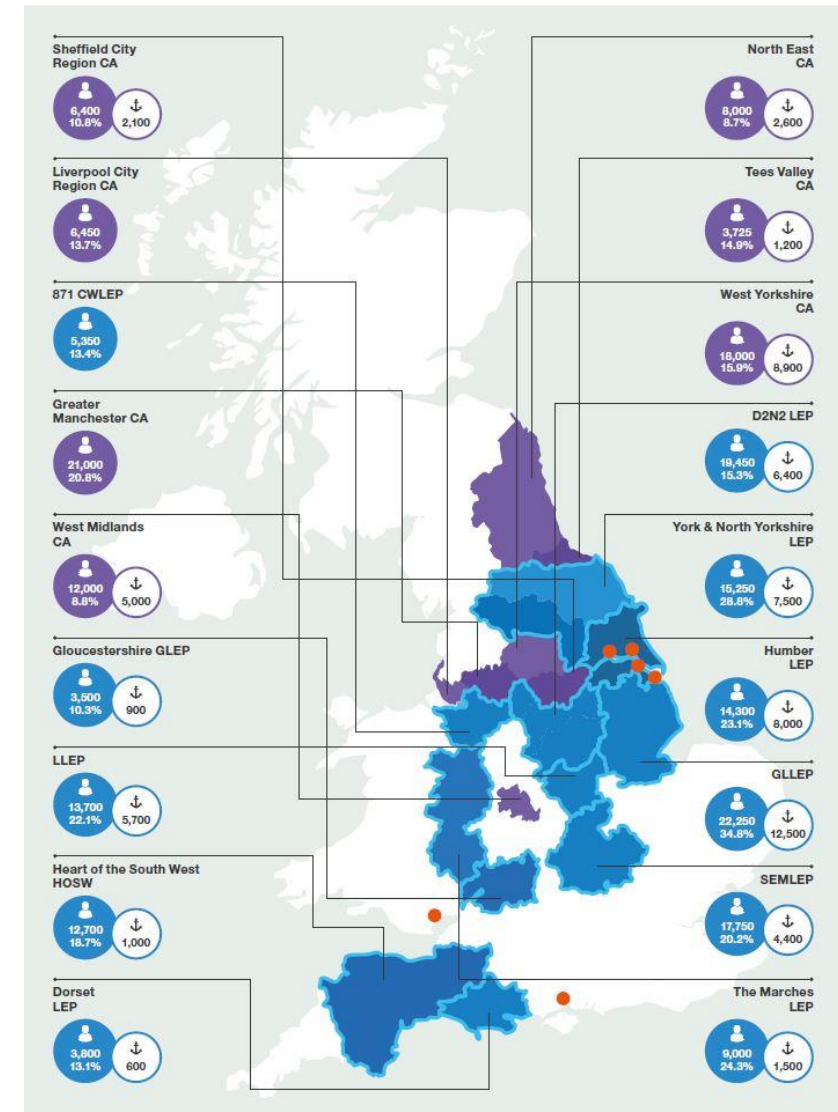 Sheffield City
Region CA
6,400
10.8%
2,100
Liverpool City
Region CA
6,450
13.7%
871 CWLEP
5,350
13.4%
Greater
Manchester CA
21,000
20.8%
West Midlands
CA
12,000
8.8%
5,000
Gloucestershire GLEP
3,500
10.3%
900
LLEP
13,700
22.1%
5,700
Heart of the South West
HOSW
12,700
18.7%
1,000
Dorset
LEP
3,800
13.1%
600
North East
CA
8,000
8.7%
2,600
Tees Valley
CA
3,725
14.9%
1,200
West Yorkshire
CA
18,000
15.9%
8,900
D2N2 LEP
19,450
15.3%
6,400
York & North Yorkshire
LEP
15,250
28.8%
7,500
Humber
LEP
14,300
23.1%
8,000
GLLEP
22,250
34.8%
12,500
SEMLEP
17,750
20.2%
4,400
The Marches
LEP
9,000
24.3%
1,500